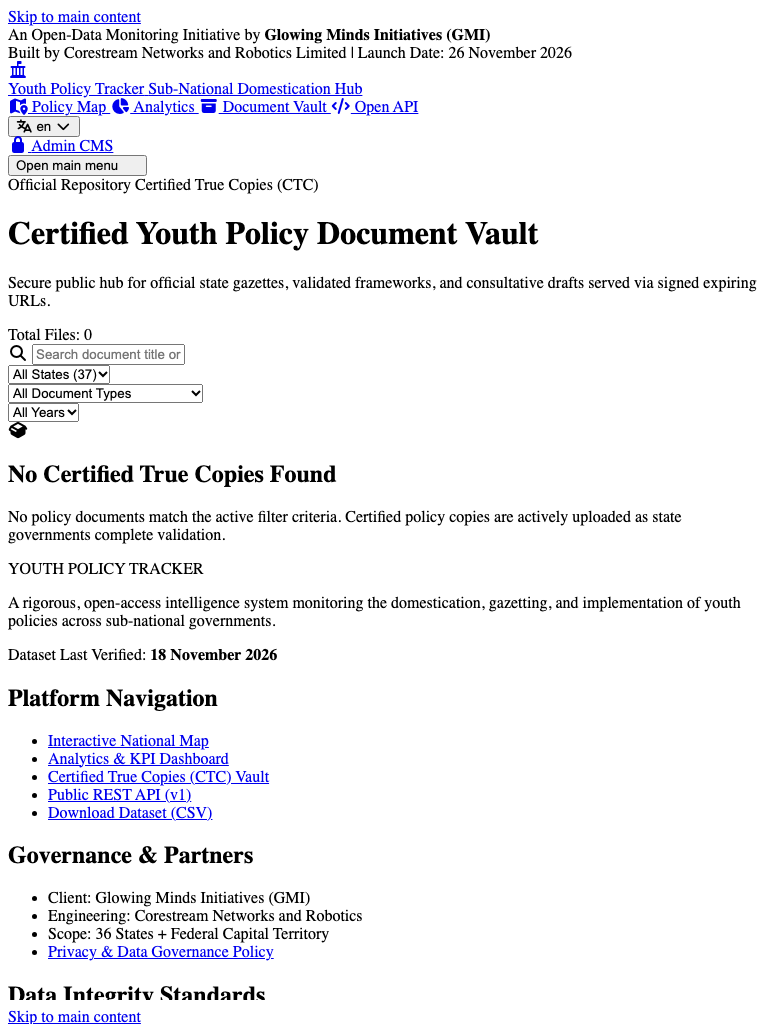 Skip to main content
An Open-Data Monitoring Initiative by Glowing Minds Initiatives (GMI)
Built by Corestream Networks and Robotics Limited | Launch Date: 26 November 2026
Youth Policy Tracker Sub-National Domestication Hub
Policy Map Analytics Document Vault Open API
en
Admin CMS
Open main menu
Official Repository Certified True Copies (CTC)
Certified Youth Policy Document Vault
Secure public hub for official state gazettes, validated frameworks, and consultative drafts served via signed expiring
URLs.
Total Files: 0
Search document title or
All States (37)
All Document Types
All Years
No Certified True Copies Found
No policy documents match the active filter criteria. Certified policy copies are actively uploaded as state
governments complete validation.
YOUTH POLICY TRACKER
A rigorous, open-access intelligence system monitoring the domestication, gazetting, and implementation of youth
policies across sub-national governments.
Dataset Last Verified: 18 November 2026
Platform Navigation
Interactive National Map
Analytics & KPI Dashboard
Certified True Copies (CTC) Vault
Public REST API (v1)
Download Dataset (CSV)
Governance & Partners
Client: Glowing Minds Initiatives (GMI)
Engineering: Corestream Networks and Robotics
Scope: 36 States + Federal Capital Territory
Privacy & Data Governance Policy
Data Integrity Standards
Skip to main content